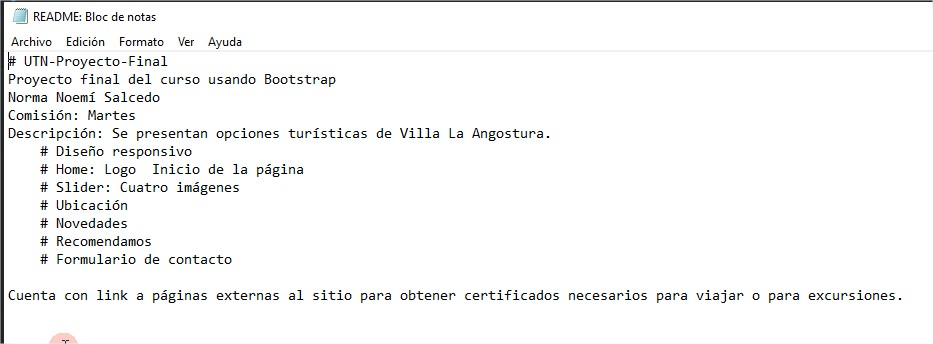 README: Bloc de notas
Archivo Edición Formato Ver Ayuda
# UTN-Proyecto-Final
Proyecto final del curso usando Bootstrap
Norma Noemí Salcedo
Comisión: Martes
Descripción: Se presentan opciones turísticas de Villa La Angostura.
# Diseño responsivo
# Home: Logo  Inicio de la página
# Slider: Cuatro imágenes
# Ubicación
# Novedades
# Recomendamos
# Formulario de contacto
Cuenta con link a páginas externas al sitio para obtener certificados necesarios para viajar o para excursiones.